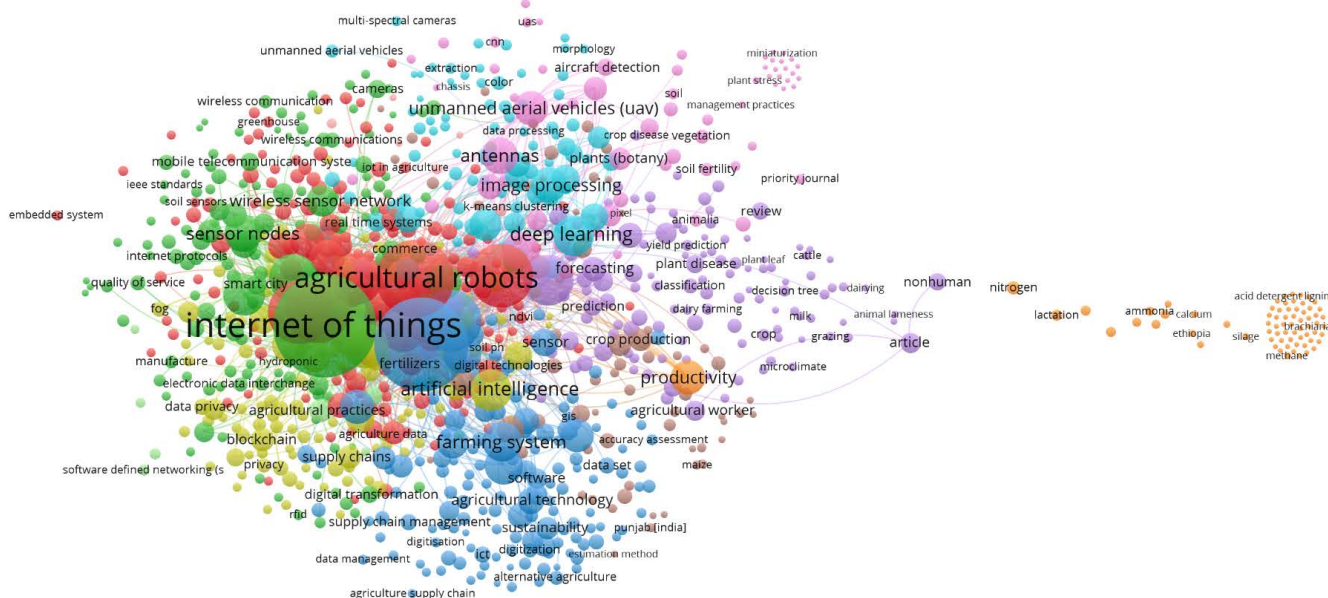 multi-spectral cameras
uas
unmanned aerial vehicles
cnn
morphology
miniaturization
extraction
aircraft detection
chassis
color
plant stress
cameras
soil
wireless communication
unmanned aerial vehicles (uav)
management practices
greenhouse
data processing
crop disease
vegetation
wireless communications
mobile telecommunication syste
iot in agriculture
antennas
plants (botany)
soil fertility
priority journal
ieee standards
image processing
soil sensors
wireless sensor network
k-means clustering
pixel
review
embedded system
real time systems
animalia
sensor nodes
deep learning
commerce
yield prediction
internet protocols
plant disease
plant leaf
cattle
forecasting
agricultural robots
quality of service
smart city
classification
decision tree
dairying
nonhuman
nitrogen
acid detergent lignin
fog
prediction
dairy farming
milk
animal lameness
lactation
ammonia
calcium
ndvi
internet of things
brachiaria
soil ph
sensor
crop production
crop
grazing
article
ethiopia
silage
manufacture
hydroponic
fertilizers
digital technologies
microclimate
methane
electronic data interchange
artificial intelligence
productivity
data privacy
agricultural practices
gis
agricultural worker
blockchain
agriculture data
farming system
accuracy assessment
privacy
supply chains
data set
maize
software defined networking (s
software
digital transformation
agricultural technology
rfid
supply chain management
sustainability
punjab [india]
digitisation
data management
ict
digitization
estimation method
alternative agriculture
agriculture supply chain